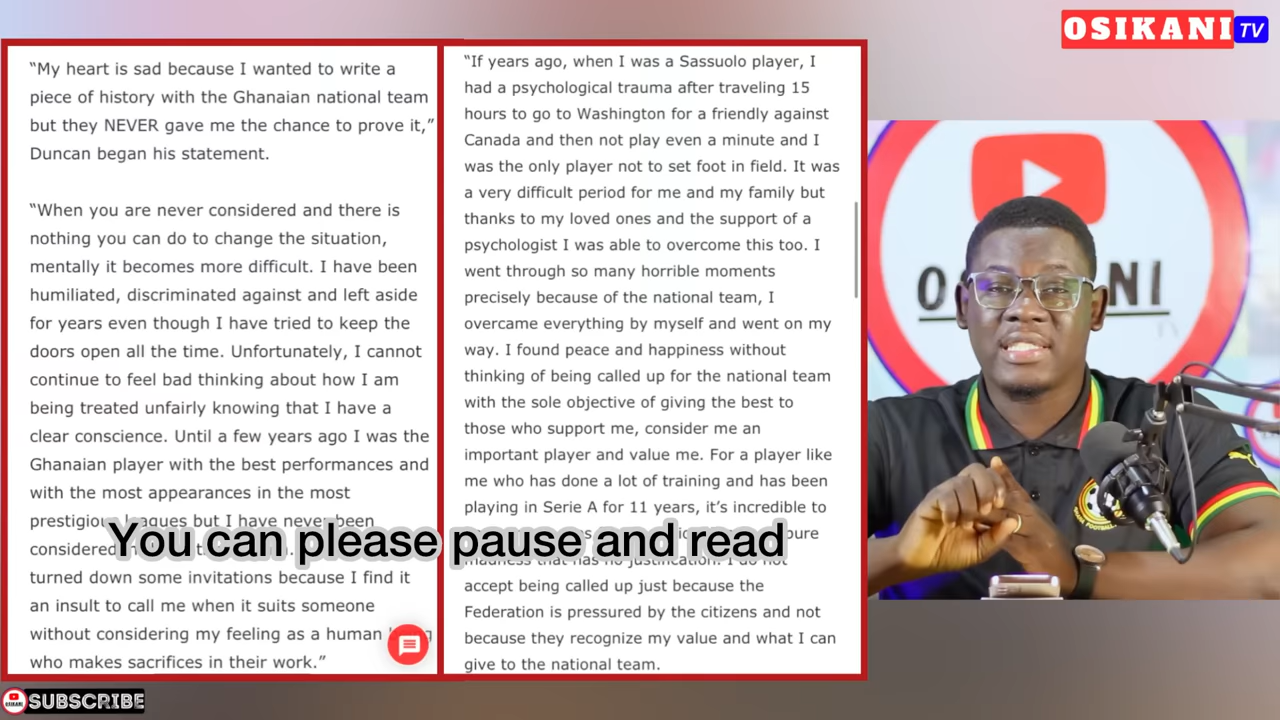 OSIKANI TV
“My heart is sad because I wanted to write a
piece of history with the Ghanaian national team
but they NEVER gave me the chance to prove it,”
Duncan began his statement.
“When you are never considered and there is
nothing you can do to change the situation,
mentally it becomes more difficult. I have been
humiliated, discriminated against and left aside
for years even though I have tried to keep the
doors open all the time. Unfortunately, I cannot
continue to feel bad thinking about how I am
being treated unfairly knowing that I have a
clear conscience. Until a few years ago I was the
Ghanaian player with the best performances and
with the most appearances in the most
prestigious leagues but I have never been
considered
turned down some invitations because I find it
an insult to call me when it suits someone
without considering my feeling as a human
who makes sacrifices in their work.”
“If years ago, when I was a Sassuolo player, I
had a psychological trauma after traveling 15
hours to go to Washington for a friendly against
Canada and then not play even a minute and I
was the only player not to set foot in field. It was
a very difficult period for me and my family but
thanks to my loved ones and the support of a
psychologist I was able to overcome this too. I
went through so many horrible moments
precisely because of the national team, I
overcame everything by myself and went on my
way. I found peace and happiness without
thinking of being called up for the national team
with the sole objective of giving the best to
those who support me, consider me an
important player and value me. For a player like
me who has done a lot of training and has been
playing in Serie A for 11 years, it’s incredible to
pure
madness that has no justification. I do not
accept being called up just because the
Federation is pressured by the citizens and not
because they recognize my value and what I can
give to the national team.
You can please pause and read
SUBSCRIBE